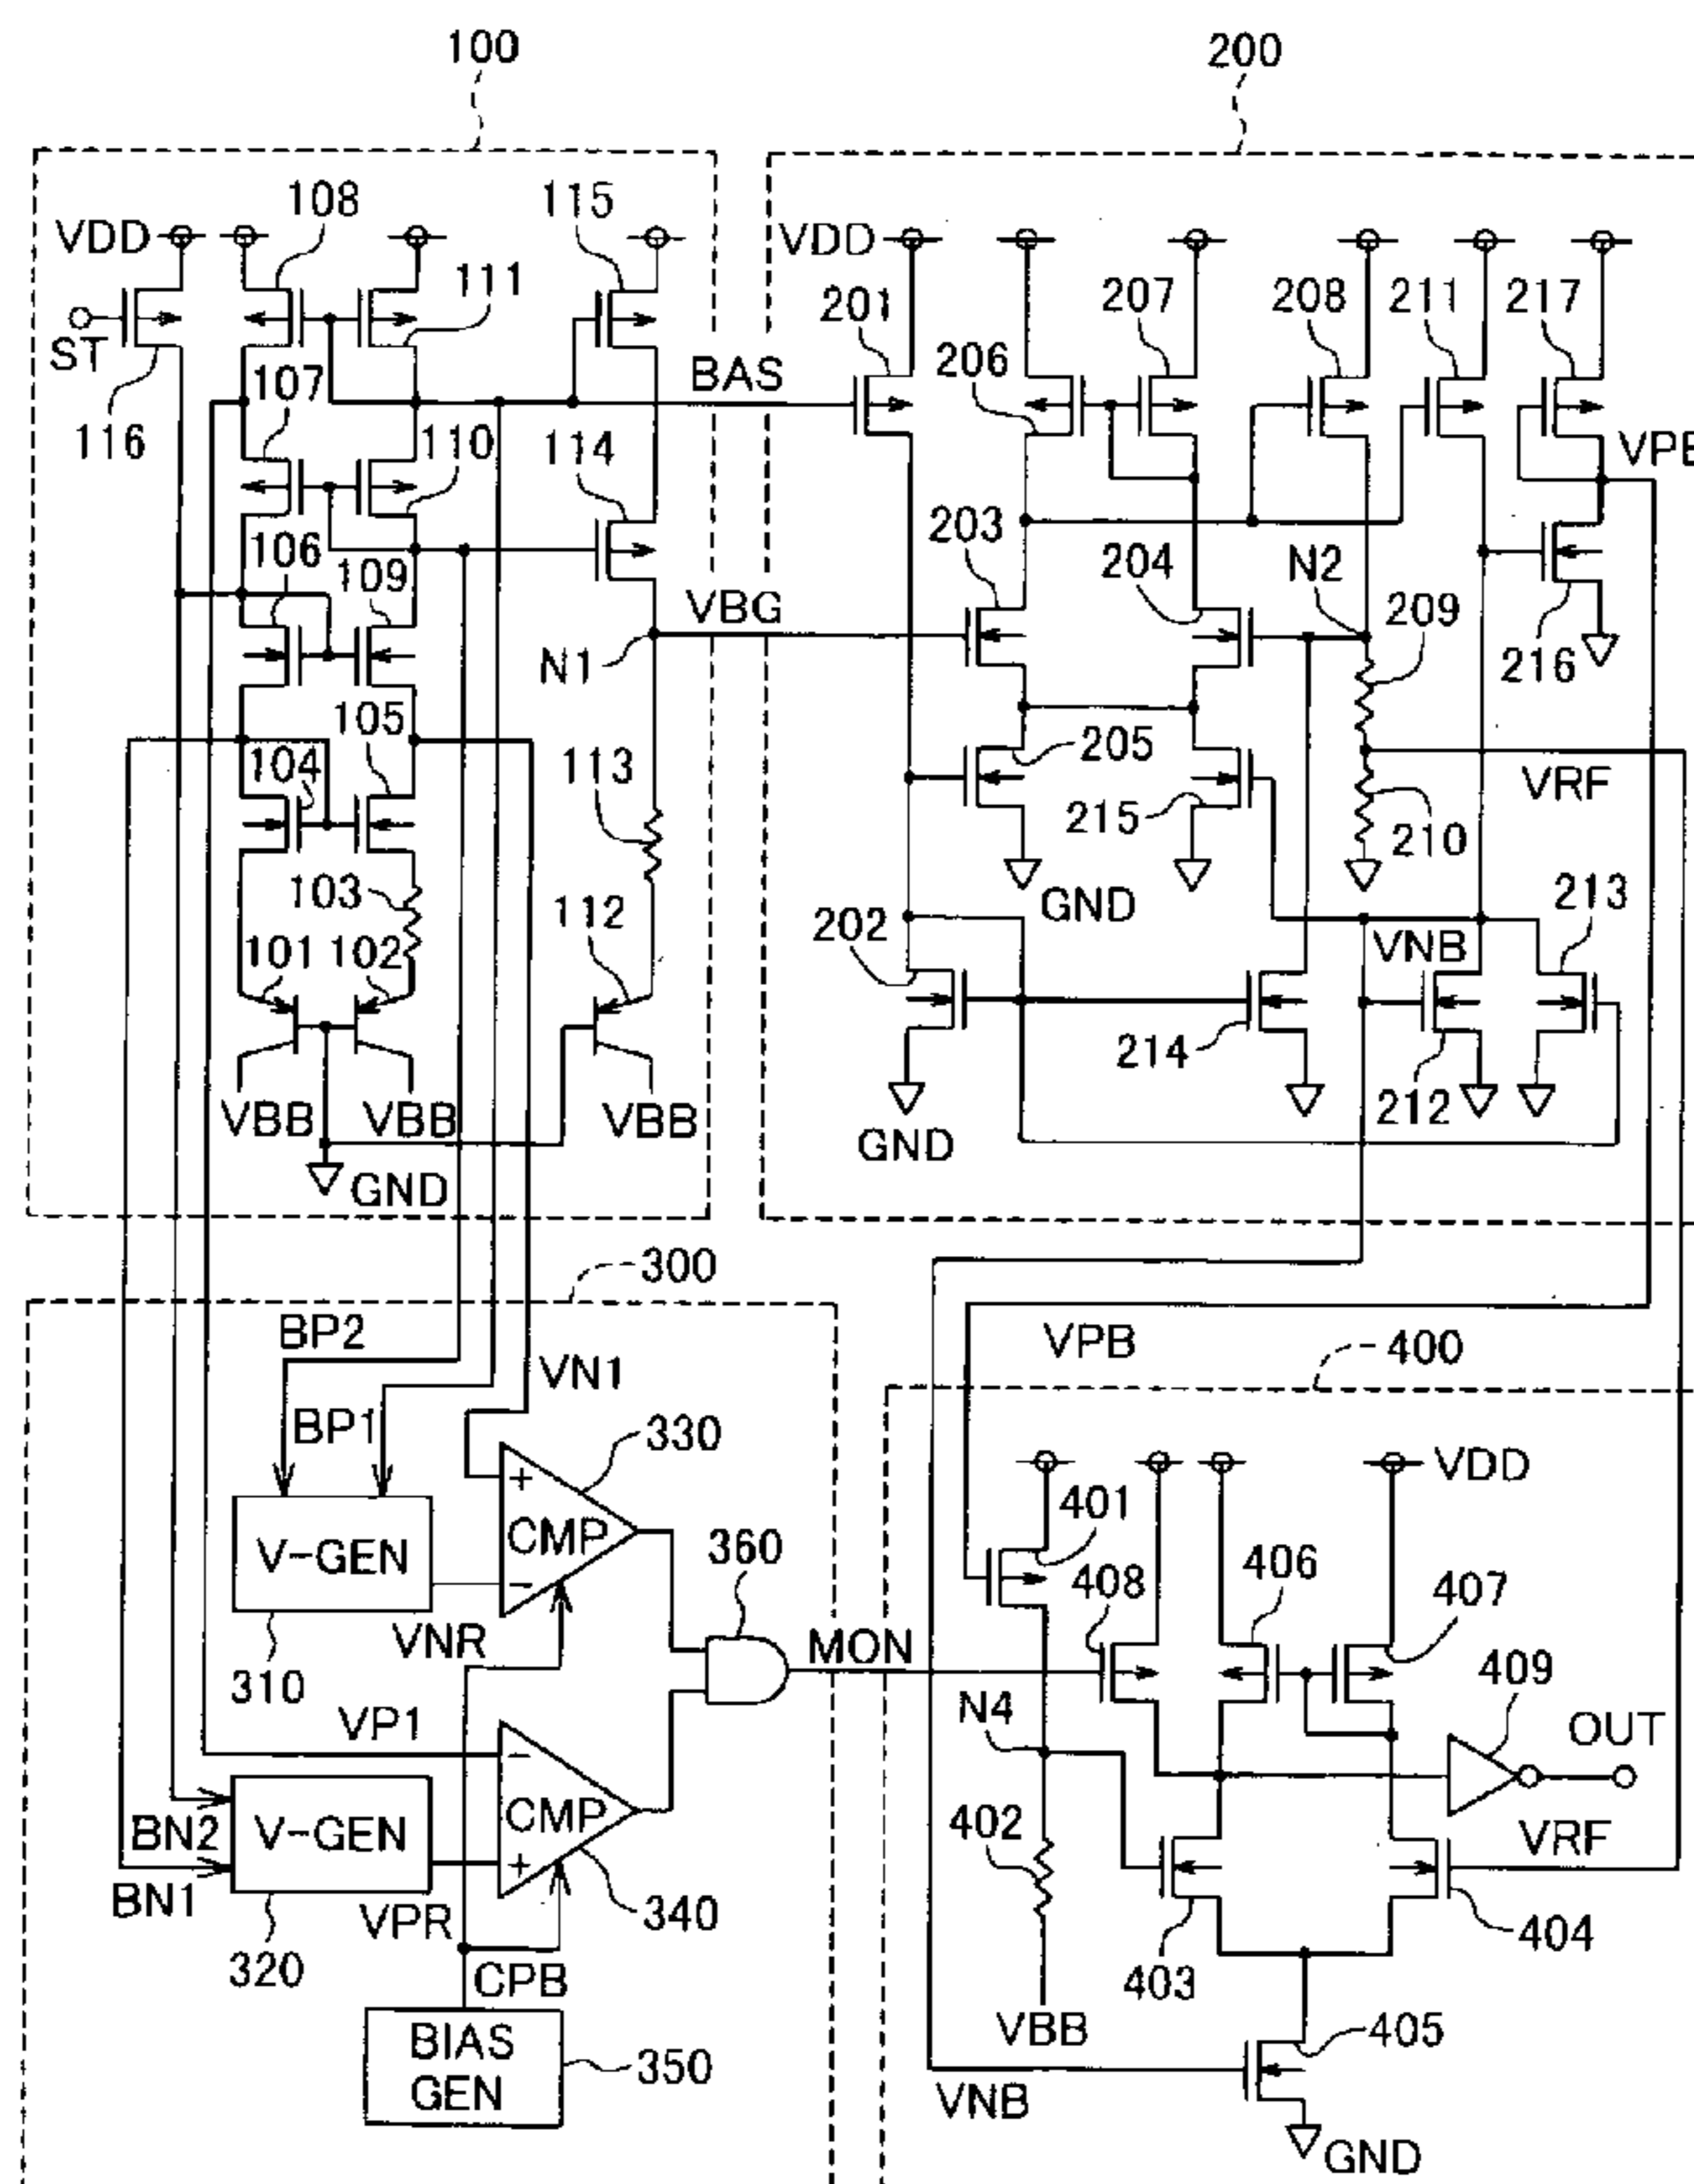 100
200
VDD
108
115
111
ST
107
BAS
116
110
114
106
109
VBG
N1
105
104
113
103
112
101
102
VBB
VBB
VBB
GND
VDD
201
206
207
208
211
217
VPB
203
204
N2
209
216
205
215
VRF
210
GND
213
202
VNB
214
212
GND
300
BP2
VN1
BP1
330
+
CMP
−
V-GEN
310
VNR
360
MON
VP1
−
CMP
+
BN2
V-GEN
BN1
VPR
340
320
CPB
BIAS
GEN
350
VPB
400
VDD
401
408
406
407
409
N4
OUT
402
VRF
403
404
VBB
405
VNB
GND